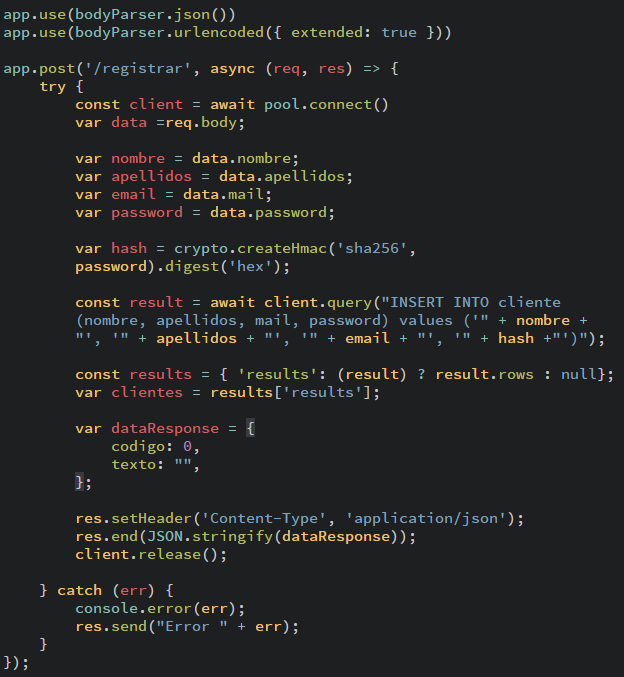 app.use(bodyParser.json())
app.use(bodyParser.urlencoded({ extended: true }))

app.post('/registrar', async (req, res) => {
    try {
        const client = await pool.connect()
        var data =req.body;

        var nombre = data.nombre;
        var apellidos = data.apellidos;
        var email = data.mail;
        var password = data.password;

        var hash = crypto.createHmac('sha256',
        password).digest('hex');

        const result = await client.query("INSERT INTO cliente
        (nombre, apellidos, mail, password) values ('" + nombre +
        "', '" + apellidos + "', '" + email + "', '" + hash +"')");

        const results = { 'results': (result) ? result.rows : null};
        var clientes = results['results'];

        var dataResponse = {
            codigo: 0,
            texto: "",
        };

        res.setHeader('Content-Type', 'application/json');
        res.end(JSON.stringify(dataResponse));
        client.release();

    } catch (err) {
        console.error(err);
        res.send("Error " + err);
    }
});